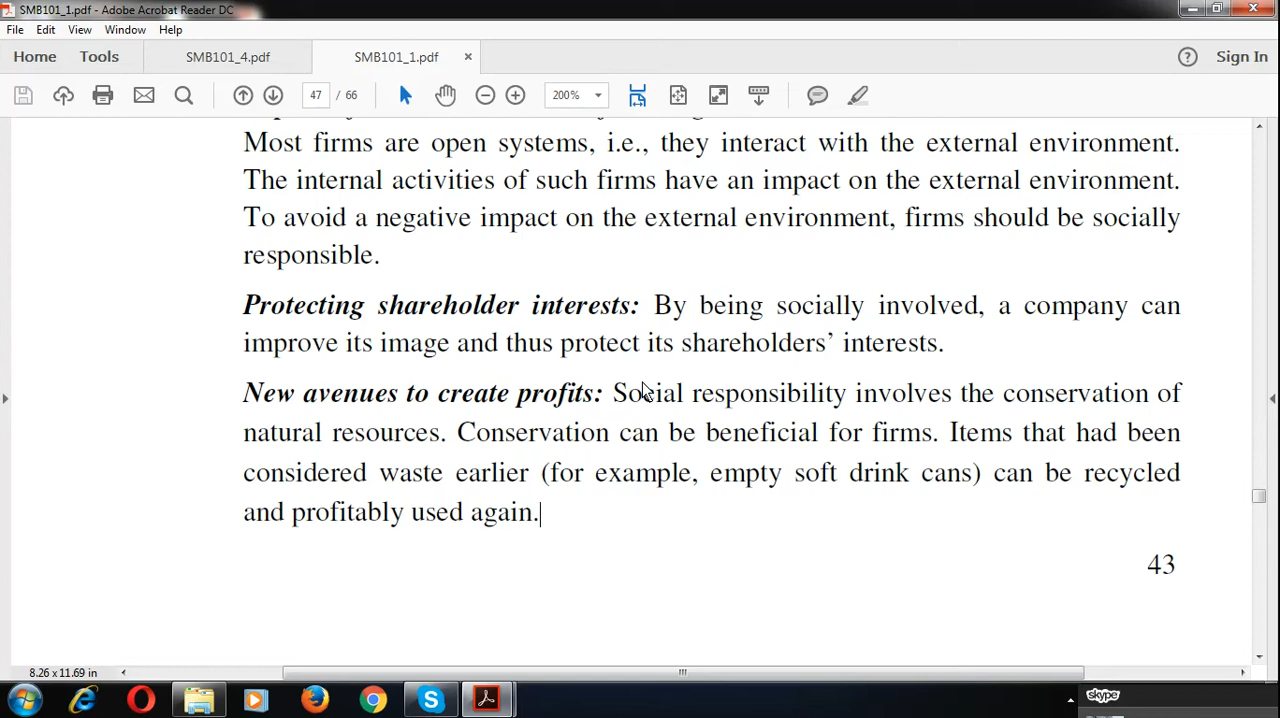 SMB101_1.pdf - Adobe Acrobat Reader DC
File Edit View Window Help
Home Tools SMB101_4.pdf SMB101_1.pdf × ? Sign In
47 / 66 200%
Most firms are open systems, i.e., they interact with the external environment.
The internal activities of such firms have an impact on the external environment.
To avoid a negative impact on the external environment, firms should be socially
responsible.
Protecting shareholder interests: By being socially involved, a company can
improve its image and thus protect its shareholders’ interests.
New avenues to create profits: Social responsibility involves the conservation of
natural resources. Conservation can be beneficial for firms. Items that had been
considered waste earlier (for example, empty soft drink cans) can be recycled
and profitably used again.
43
8.26 x 11.69 in
skype